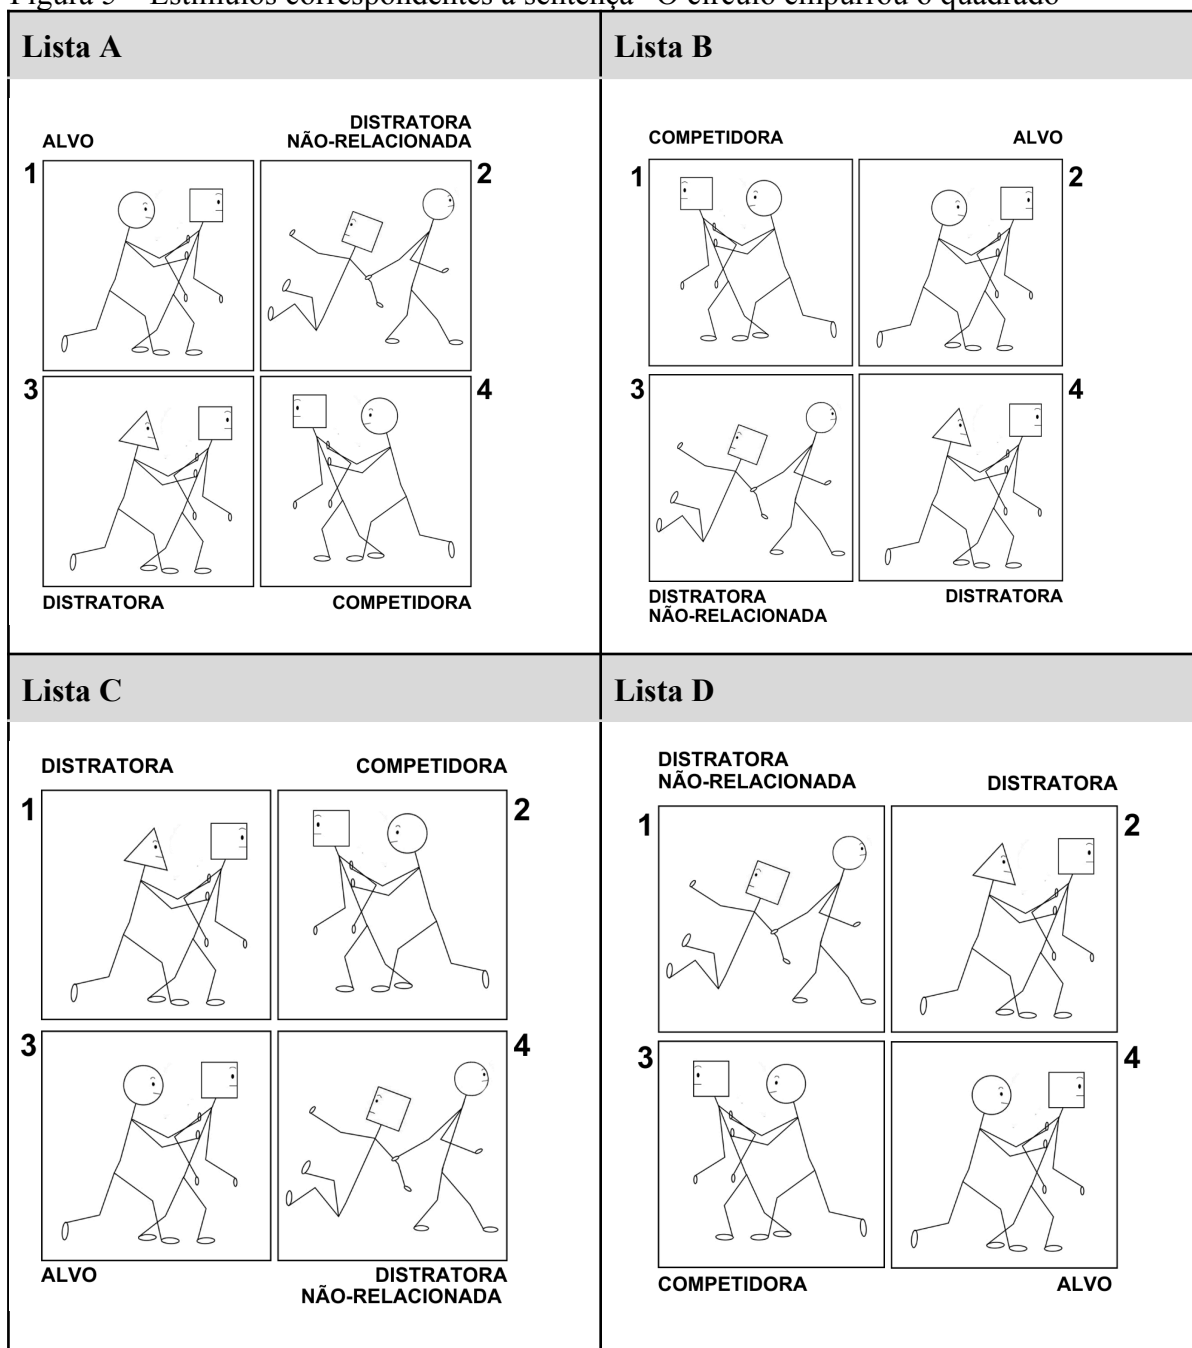 Figura 5 – Estímulos correspondentes à sentença "O círculo empurrou o quadrado"
Lista A
Lista B
ALVO
DISTRATORA
NÃO-RELACIONADA
1
2
3
4
DISTRATORA
COMPETIDORA
COMPETIDORA
ALVO
1
2
3
4
DISTRATORA
NÃO-RELACIONADA
DISTRATORA
Lista C
Lista D
DISTRATORA
COMPETIDORA
1
2
3
4
ALVO
DISTRATORA
NÃO-RELACIONADA
DISTRATORA
NÃO-RELACIONADA
DISTRATORA
1
2
3
4
COMPETIDORA
ALVO